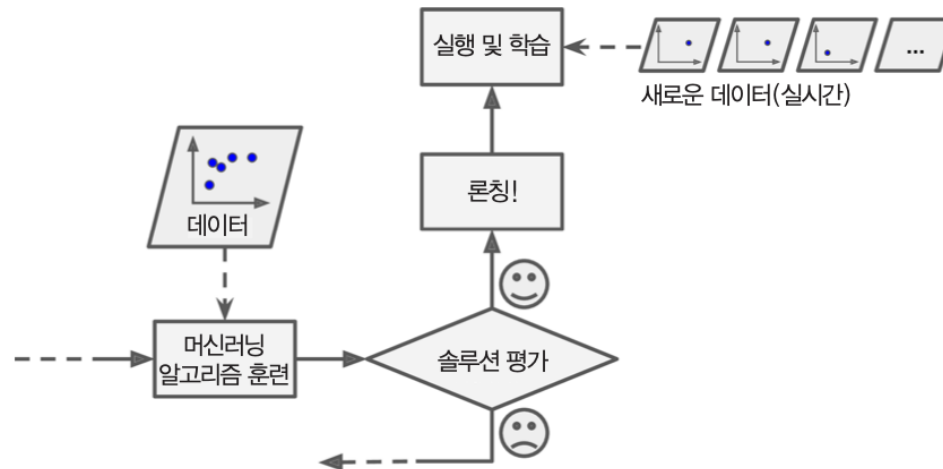 실행 및 학습
...
새로운 데이터(실시간)
론칭!
데이터
머신러닝
알고리즘 훈련
솔루션 평가